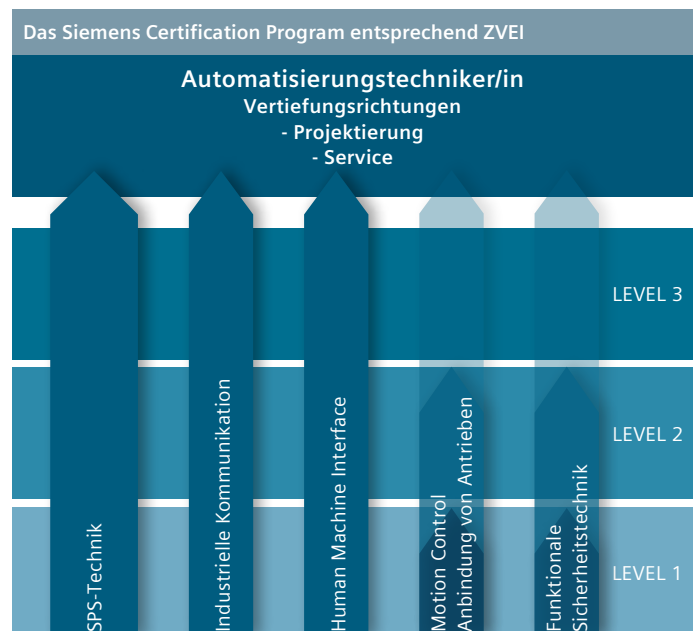 Das Siemens Certification Program entsprechend ZVEI
Automatisierungstechniker/in
Vertiefungsrichtungen
- Projektierung
- Service
LEVEL 3
LEVEL 2
LEVEL 1
SPS-Technik
Industrielle Kommunikation
Human Machine Interface
Motion Control
Anbindung von Antrieben
Funktionale
Sicherheitstechnik